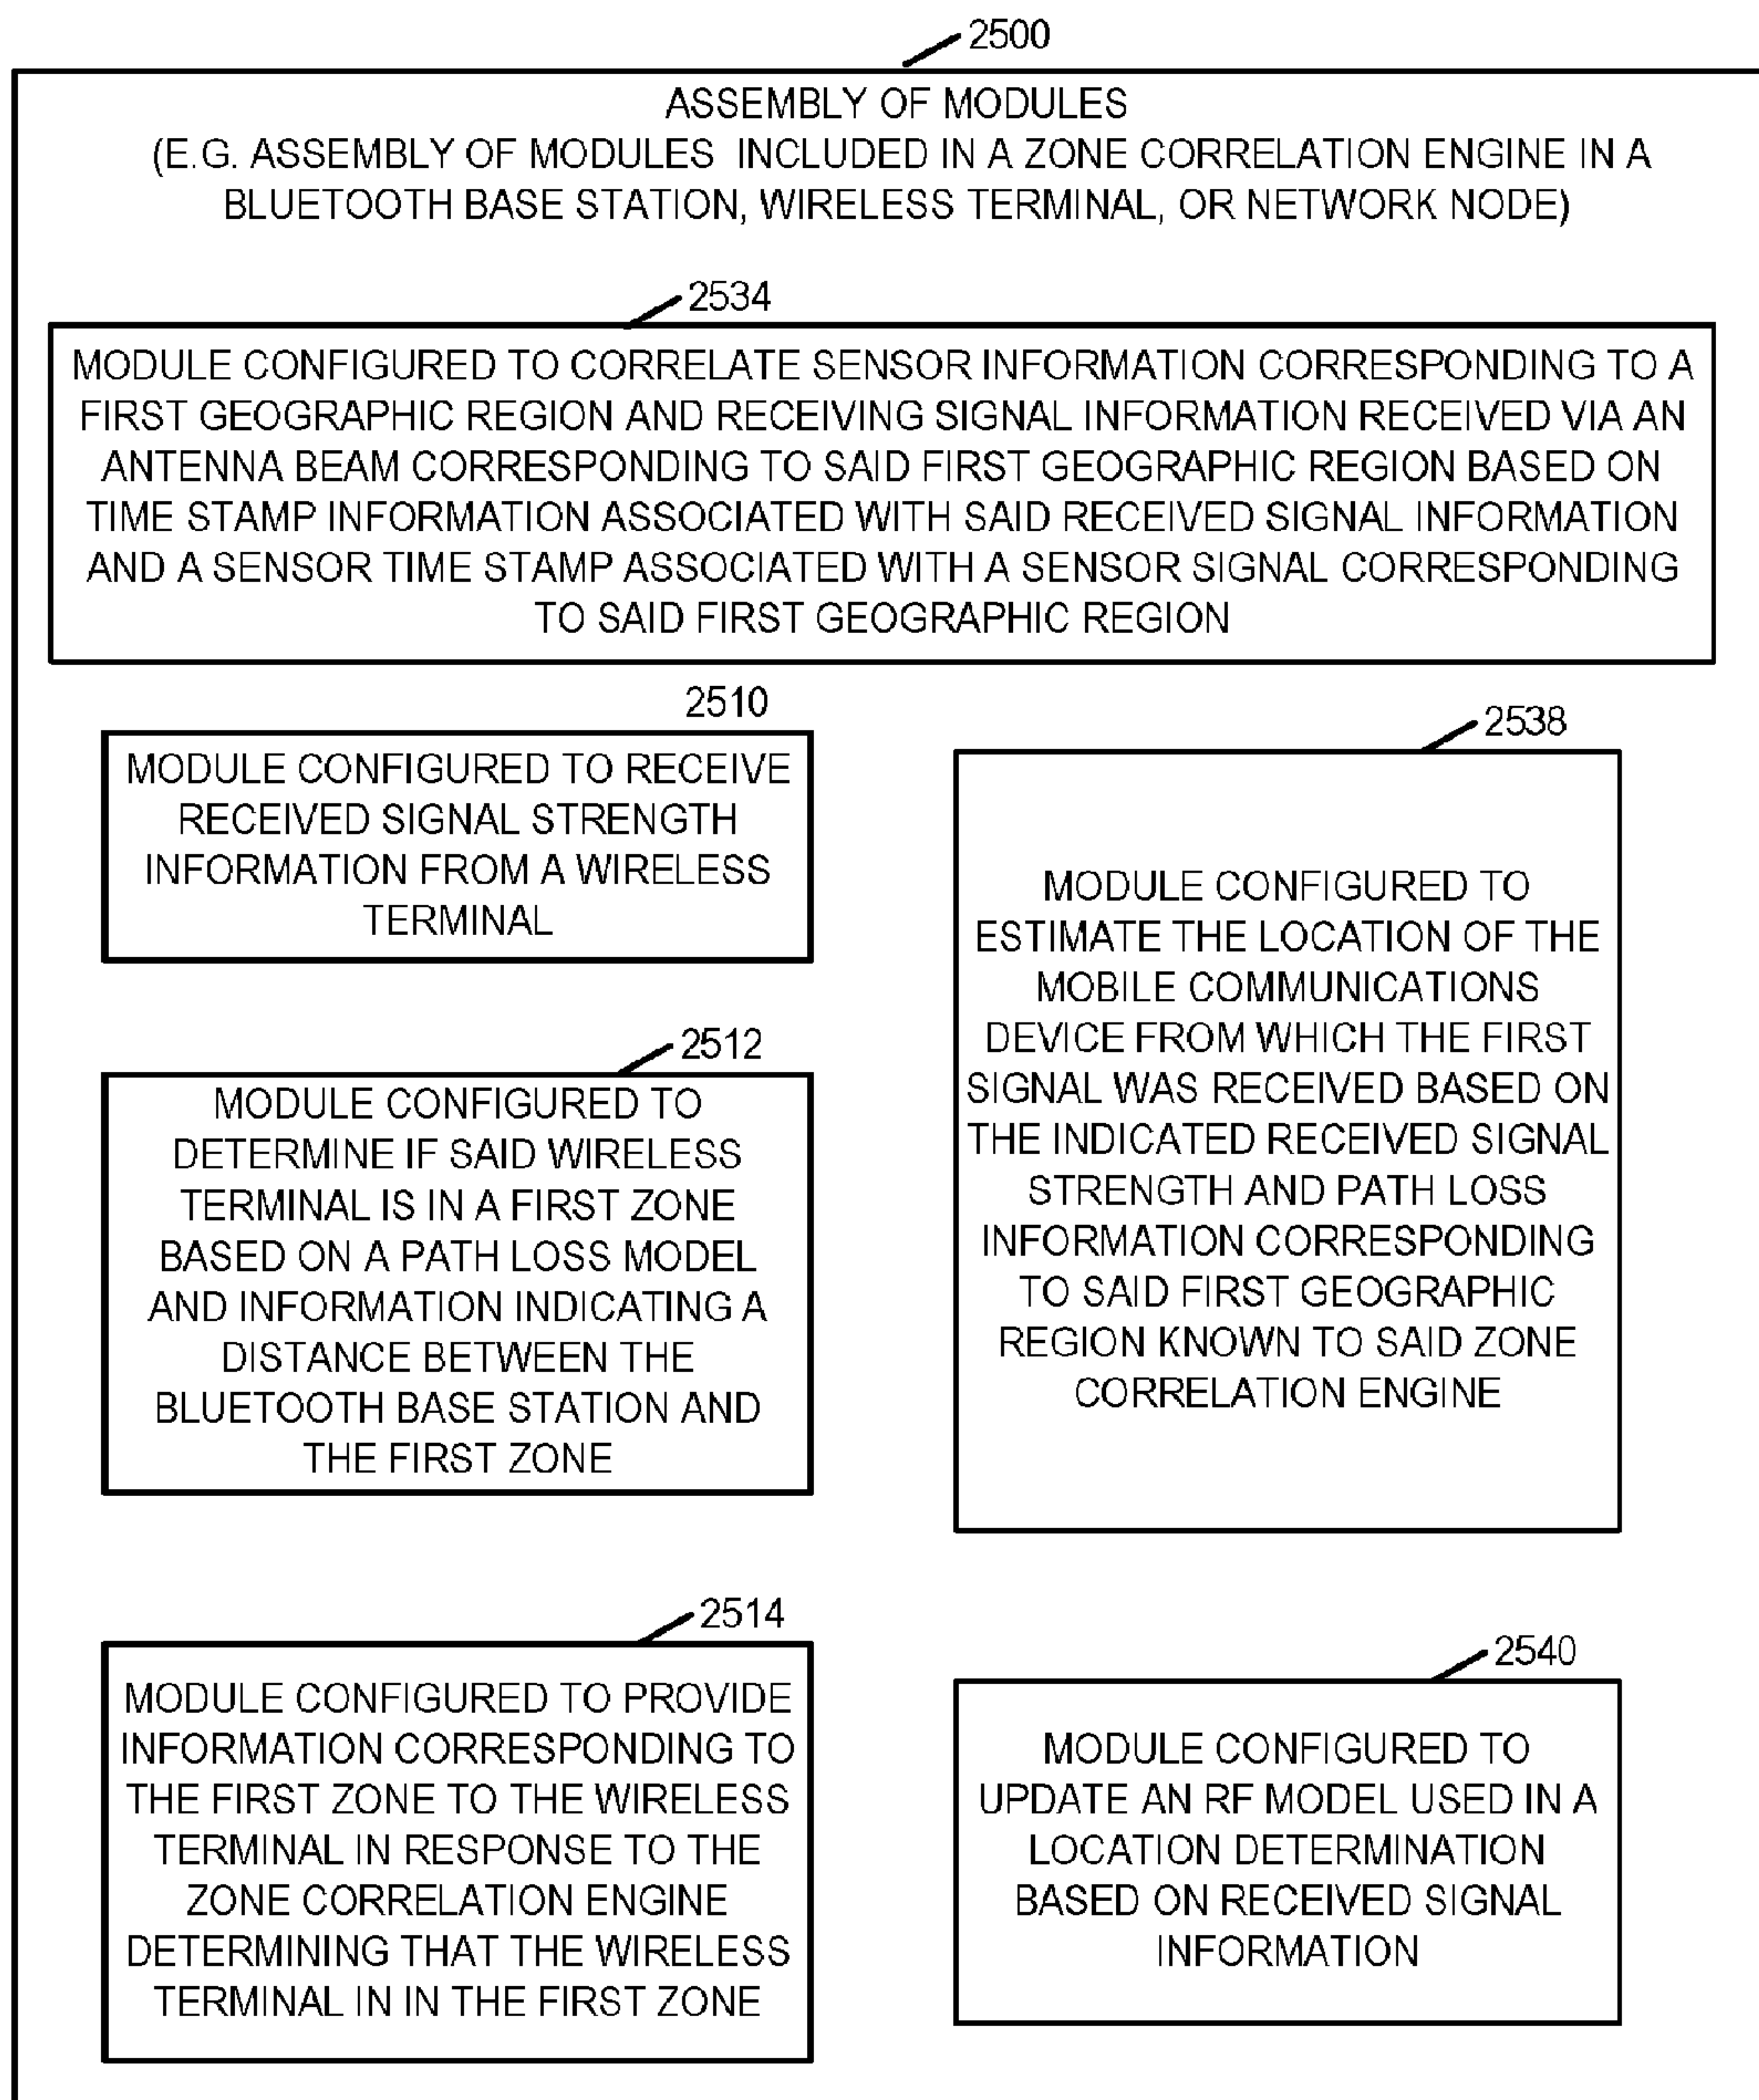 2500
ASSEMBLY OF MODULES
(E.G. ASSEMBLY OF MODULES INCLUDED IN A ZONE CORRELATION ENGINE IN A
BLUETOOTH BASE STATION, WIRELESS TERMINAL, OR NETWORK NODE)
2534
MODULE CONFIGURED TO CORRELATE SENSOR INFORMATION CORRESPONDING TO A
FIRST GEOGRAPHIC REGION AND RECEIVING SIGNAL INFORMATION RECEIVED VIA AN
ANTENNA BEAM CORRESPONDING TO SAID FIRST GEOGRAPHIC REGION BASED ON
TIME STAMP INFORMATION ASSOCIATED WITH SAID RECEIVED SIGNAL INFORMATION
AND A SENSOR TIME STAMP ASSOCIATED WITH A SENSOR SIGNAL CORRESPONDING
TO SAID FIRST GEOGRAPHIC REGION
2510
MODULE CONFIGURED TO RECEIVE
RECEIVED SIGNAL STRENGTH
INFORMATION FROM A WIRELESS
TERMINAL
2512
MODULE CONFIGURED TO
DETERMINE IF SAID WIRELESS
TERMINAL IS IN A FIRST ZONE
BASED ON A PATH LOSS MODEL
AND INFORMATION INDICATING A
DISTANCE BETWEEN THE
BLUETOOTH BASE STATION AND
THE FIRST ZONE
2514
MODULE CONFIGURED TO PROVIDE
INFORMATION CORRESPONDING TO
THE FIRST ZONE TO THE WIRELESS
TERMINAL IN RESPONSE TO THE
ZONE CORRELATION ENGINE
DETERMINING THAT THE WIRELESS
TERMINAL IN IN THE FIRST ZONE
2538
MODULE CONFIGURED TO
ESTIMATE THE LOCATION OF THE
MOBILE COMMUNICATIONS
DEVICE FROM WHICH THE FIRST
SIGNAL WAS RECEIVED BASED ON
THE INDICATED RECEIVED SIGNAL
STRENGTH AND PATH LOSS
INFORMATION CORRESPONDING
TO SAID FIRST GEOGRAPHIC
REGION KNOWN TO SAID ZONE
CORRELATION ENGINE
2540
MODULE CONFIGURED TO
UPDATE AN RF MODEL USED IN A
LOCATION DETERMINATION
BASED ON RECEIVED SIGNAL
INFORMATION